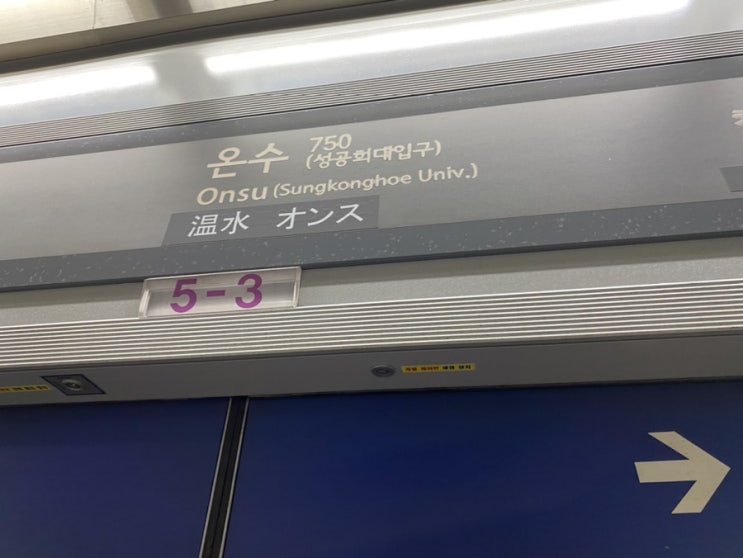 온수 750
(성공회대입구)
Onsu (Sungkonghoe Univ.)
温水 オンス
5-3